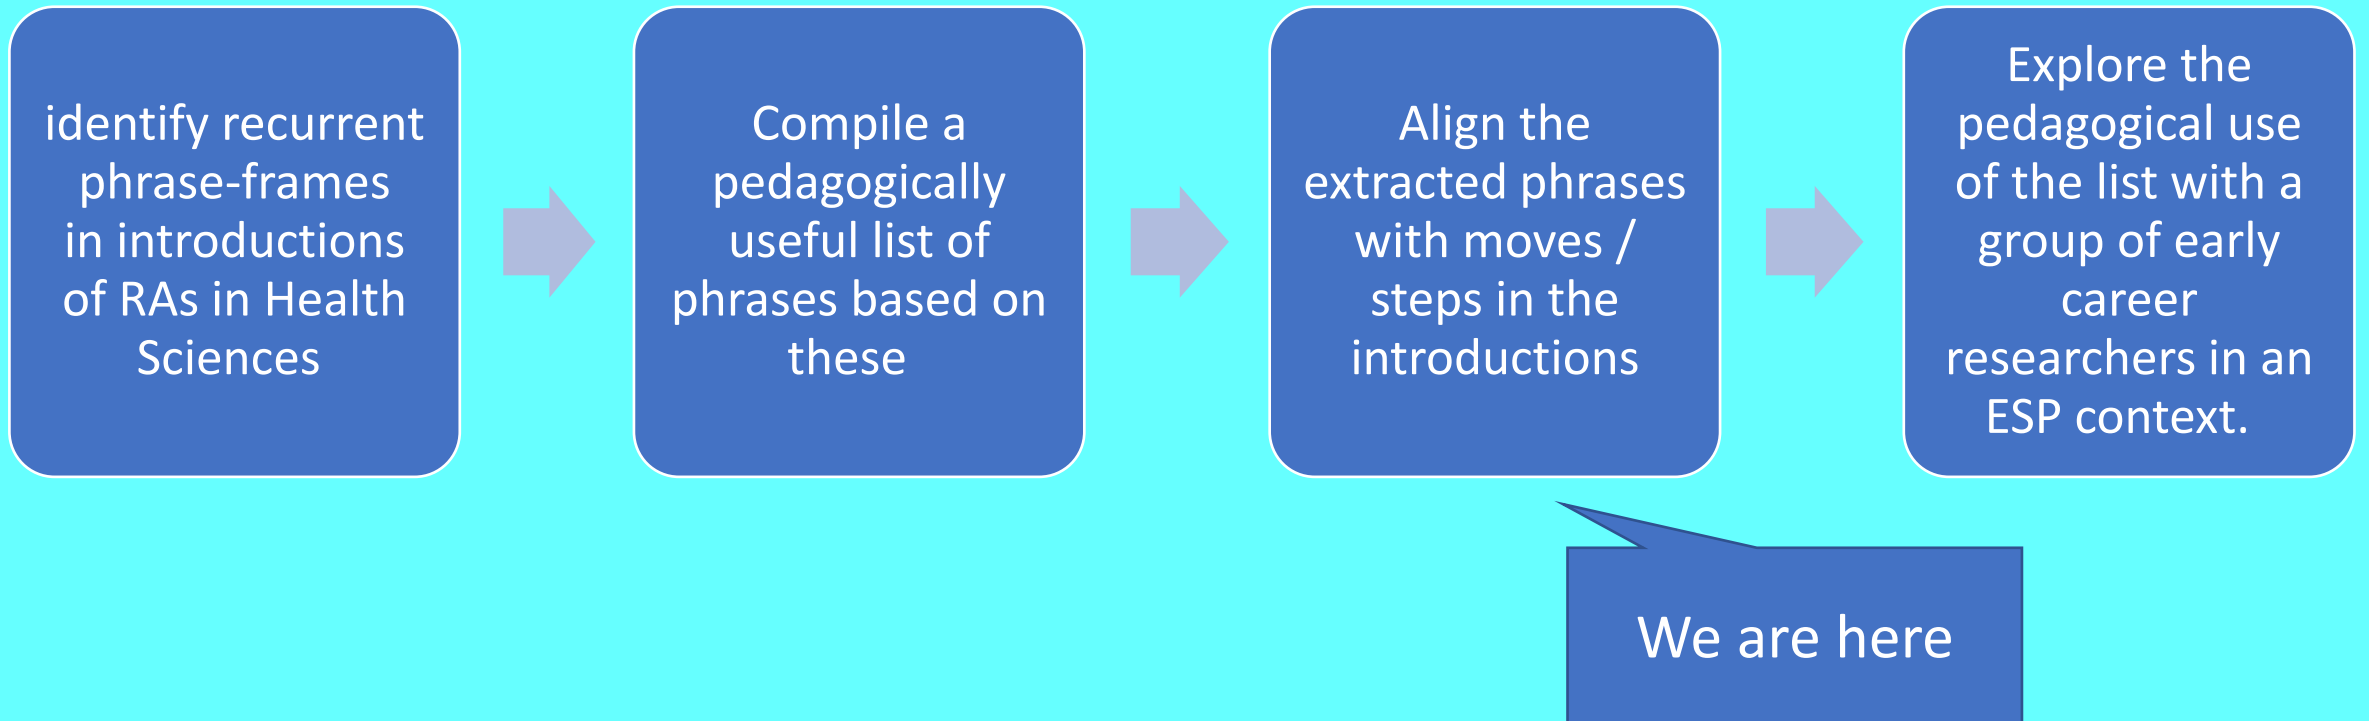 identify recurrent
phrase-frames
in introductions
of RAs in Health
Sciences
Compile a
pedagogically
useful list of
phrases based on
these
Align the
extracted phrases
with moves /
steps in the
introductions
Explore the
pedagogical use
of the list with a
group of early
career
researchers in an
ESP context.
We are here